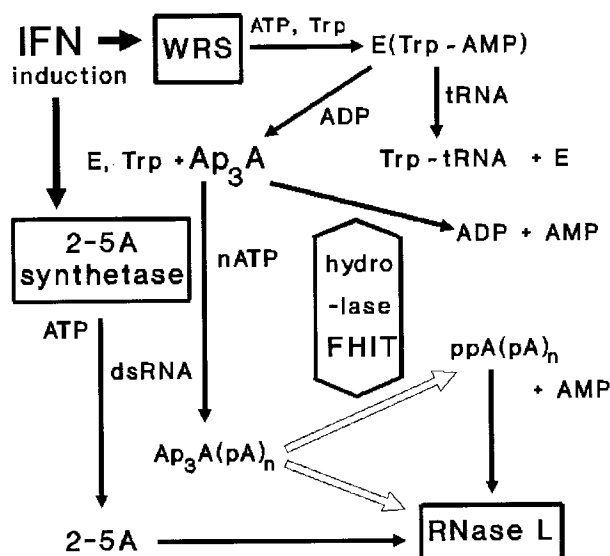 IFN
induction
WRS
ATP, Trp
E(Trp-AMP)
ADP
tRNA
E, Trp + Ap₃A
Trp-tRNA + E
ADP + AMP
2-5A
synthetase
nATP
hydro
-lase
FHIT
ATP
dsRNA
ppA(pA)ₙ
+ AMP
Ap₃A(pA)ₙ
2-5A
RNase L